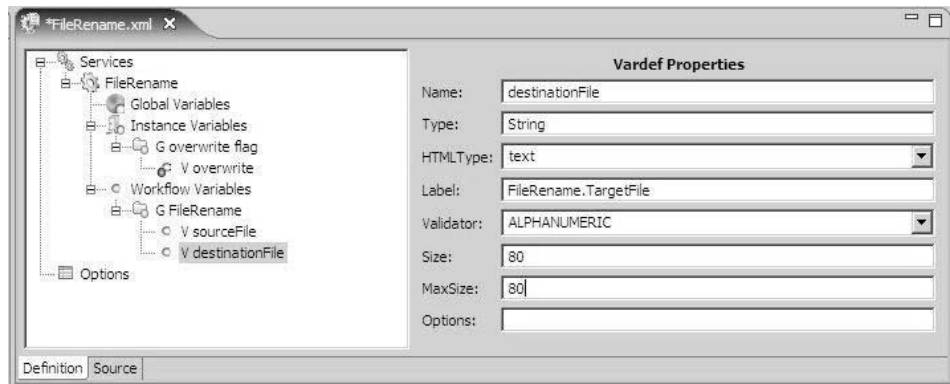 *FileRename.xml
Services
FileRename
Global Variables
Instance Variables
G overwrite flag
V overwrite
Workflow Variables
G FileRename
V sourceFile
V destinationFile
Options
Vardef Properties
Name: destinationFile
Type: String
HTMLType: text
Label: FileRename.TargetFile
Validator: ALPHANUMERIC
Size: 80
MaxSize: 80
Options:
Definition Source